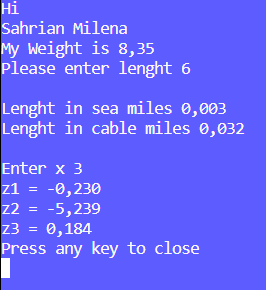 Hi
Sahrian Milena
My Weight is 8,35
Please enter lenght 6
Lenght in sea miles 0,003
Lenght in cable miles 0,032
Enter x 3
z1 = -0,230
z2 = -5,239
z3 = 0,184
Press any key to close